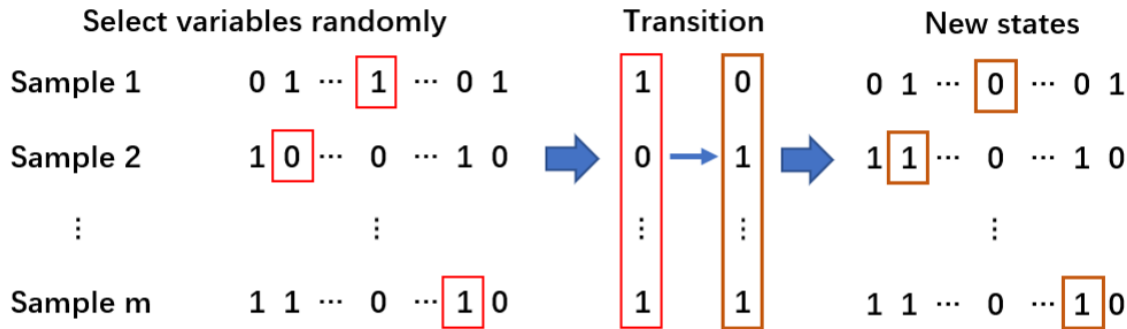 Select variables randomly Transition New states
Sample 1 0 1 ··· 1 ··· 0 1 1 0 0 1 ··· 0 ··· 0 1
Sample 2 1 0 ··· 0 ··· 1 0 0 1 1 1 ··· 0 ··· 1 0
⋮ ⋮ ⋮ ⋮ ⋮
Sample m 1 1 ··· 0 ··· 1 0 1 1 1 1 ··· 0 ··· 1 0